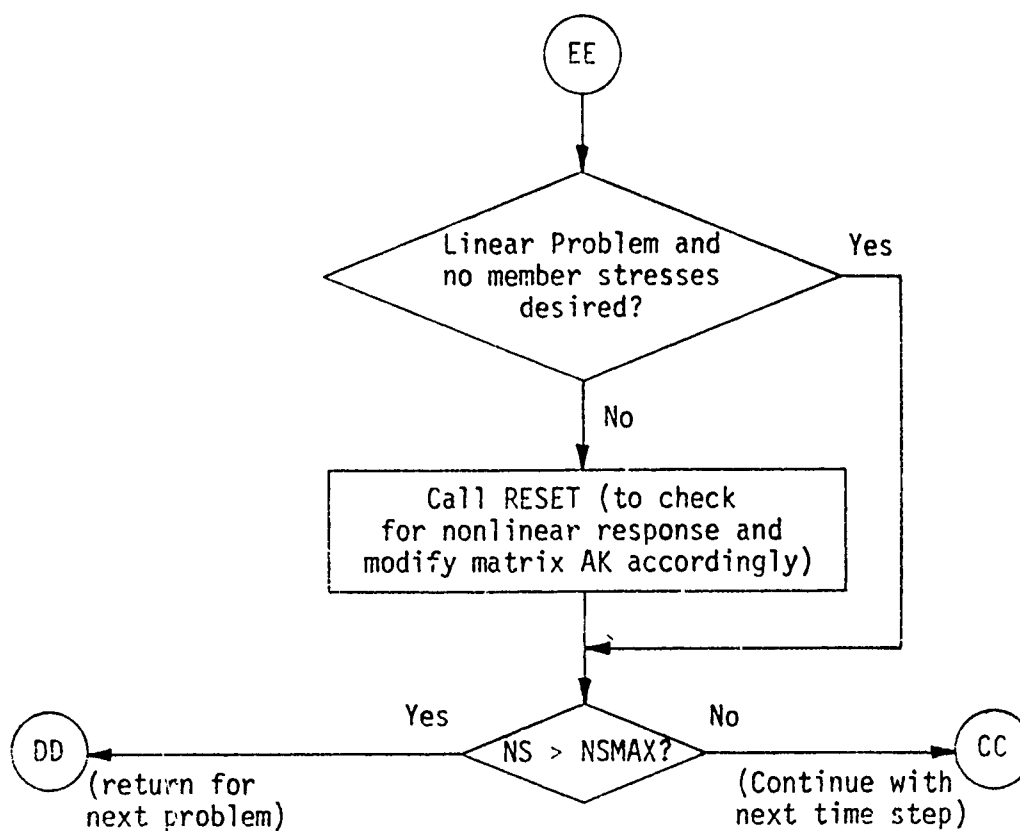 EE
Linear Problem and
no member stresses
desired?
Yes
No
Call RESET (to check
for nonlinear response and
modify matrix AK accordingly)
Yes
No
DD
NS > NSMAX?
CC
(return for
next problem)
(Continue with
next time step)